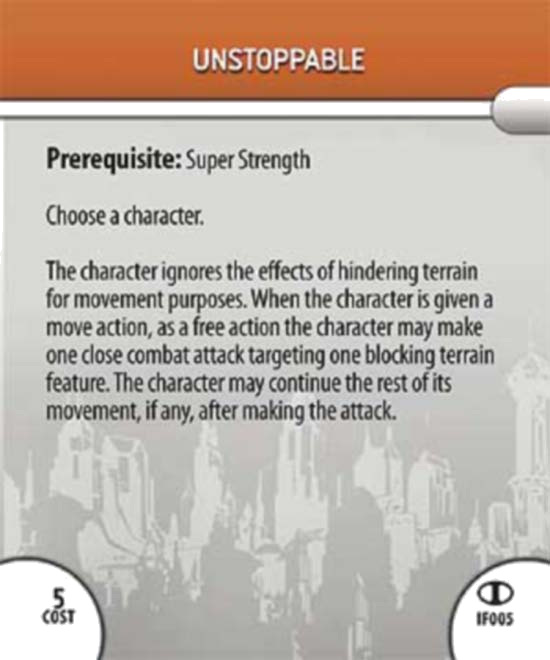 UNSTOPPABLE
Prerequisite: Super Strength
Choose a character.
The character ignores the effects of hindering terrain
for movement purposes. When the character is given a
move action, as a free action the character may make
one close combat attack targeting one blocking terrain
feature. The character may continue the rest of its
movement, if any, after making the attack.
5
COST
IF005